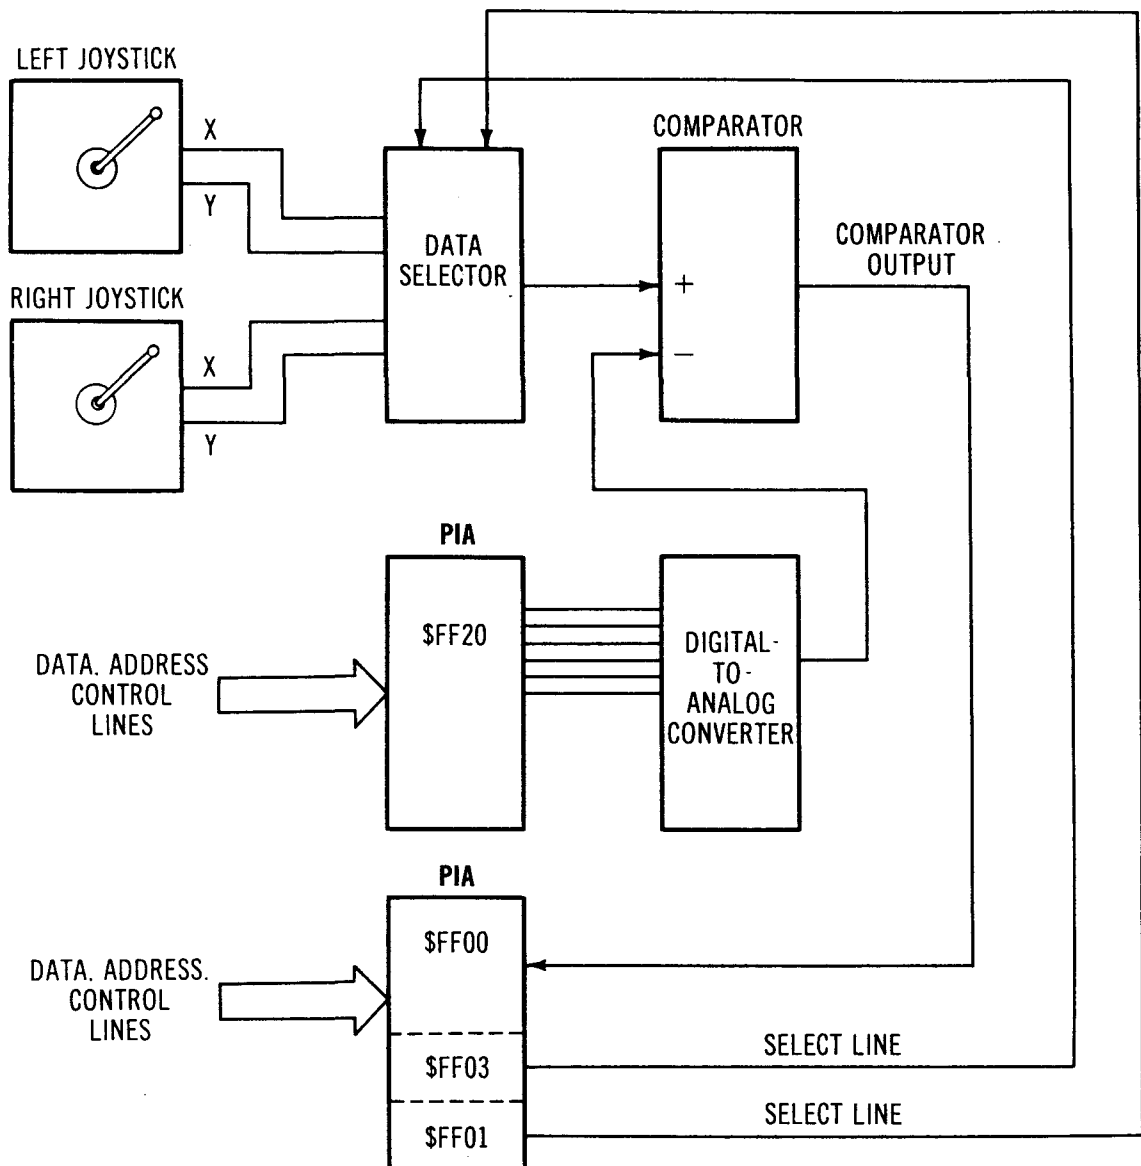 LEFT JOYSTICK
X
Y
RIGHT JOYSTICK
X
Y
DATA
SELECTOR
COMPARATOR
+
−
COMPARATOR
OUTPUT
PIA
$FF20
DATA. ADDRESS
CONTROL
LINES
DIGITAL-
TO-
ANALOG
CONVERTER
PIA
$FF00
DATA. ADDRESS.
CONTROL
LINES
$FF03
SELECT LINE
$FF01
SELECT LINE